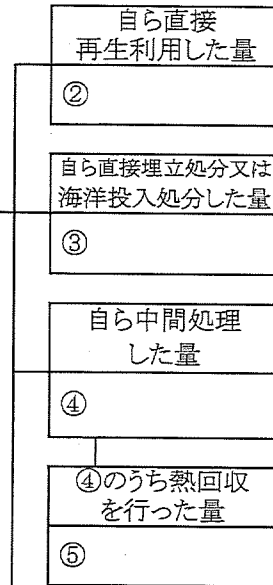 自ら直接
再生利用した量
②
自ら直接埋立処分又は
海洋投入処分した量
③
自ら中間処理
した量
④
④のうち熱回収
を行った量
⑤